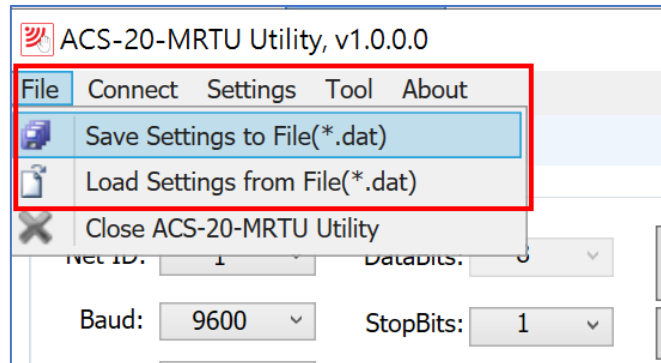 ACS-20-MRTU Utility, v1.0.0.0
File Connect Settings Tool About
Save Settings to File(*.dat)
Load Settings from File(*.dat)
Close ACS-20-MRTU Utility
Net ID: 1 DataBits: 8
Baud: 9600 StopBits: 1